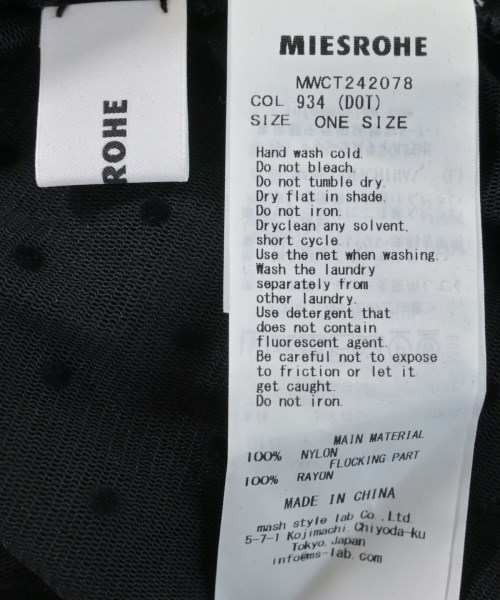 ROHE
MIESROHE
MWCT242078
COL 934 (DOT)
SIZE ONE SIZE
Hand wash cold.
Do not bleach.
Do not tumble dry.
Dry flat in shade.
Do not iron.
Dryclean any solvent.
short cycle.
Use the net when washing.
Wash the laundry
separately from
other laundry.
Use detergent that
does not contain
fluorescent agent.
Be careful not to expose
to friction or let it
get caught.
Do not iron.
MAIN MATERIAL
100% NYLON
FLOCKING PART
100% RAYON
MADE IN CHINA
mash style lab Co.,Ltd.
5-7-1 Kojimachi, Chiyoda-ku
Tokyo, Japan
info@ms-lab.com